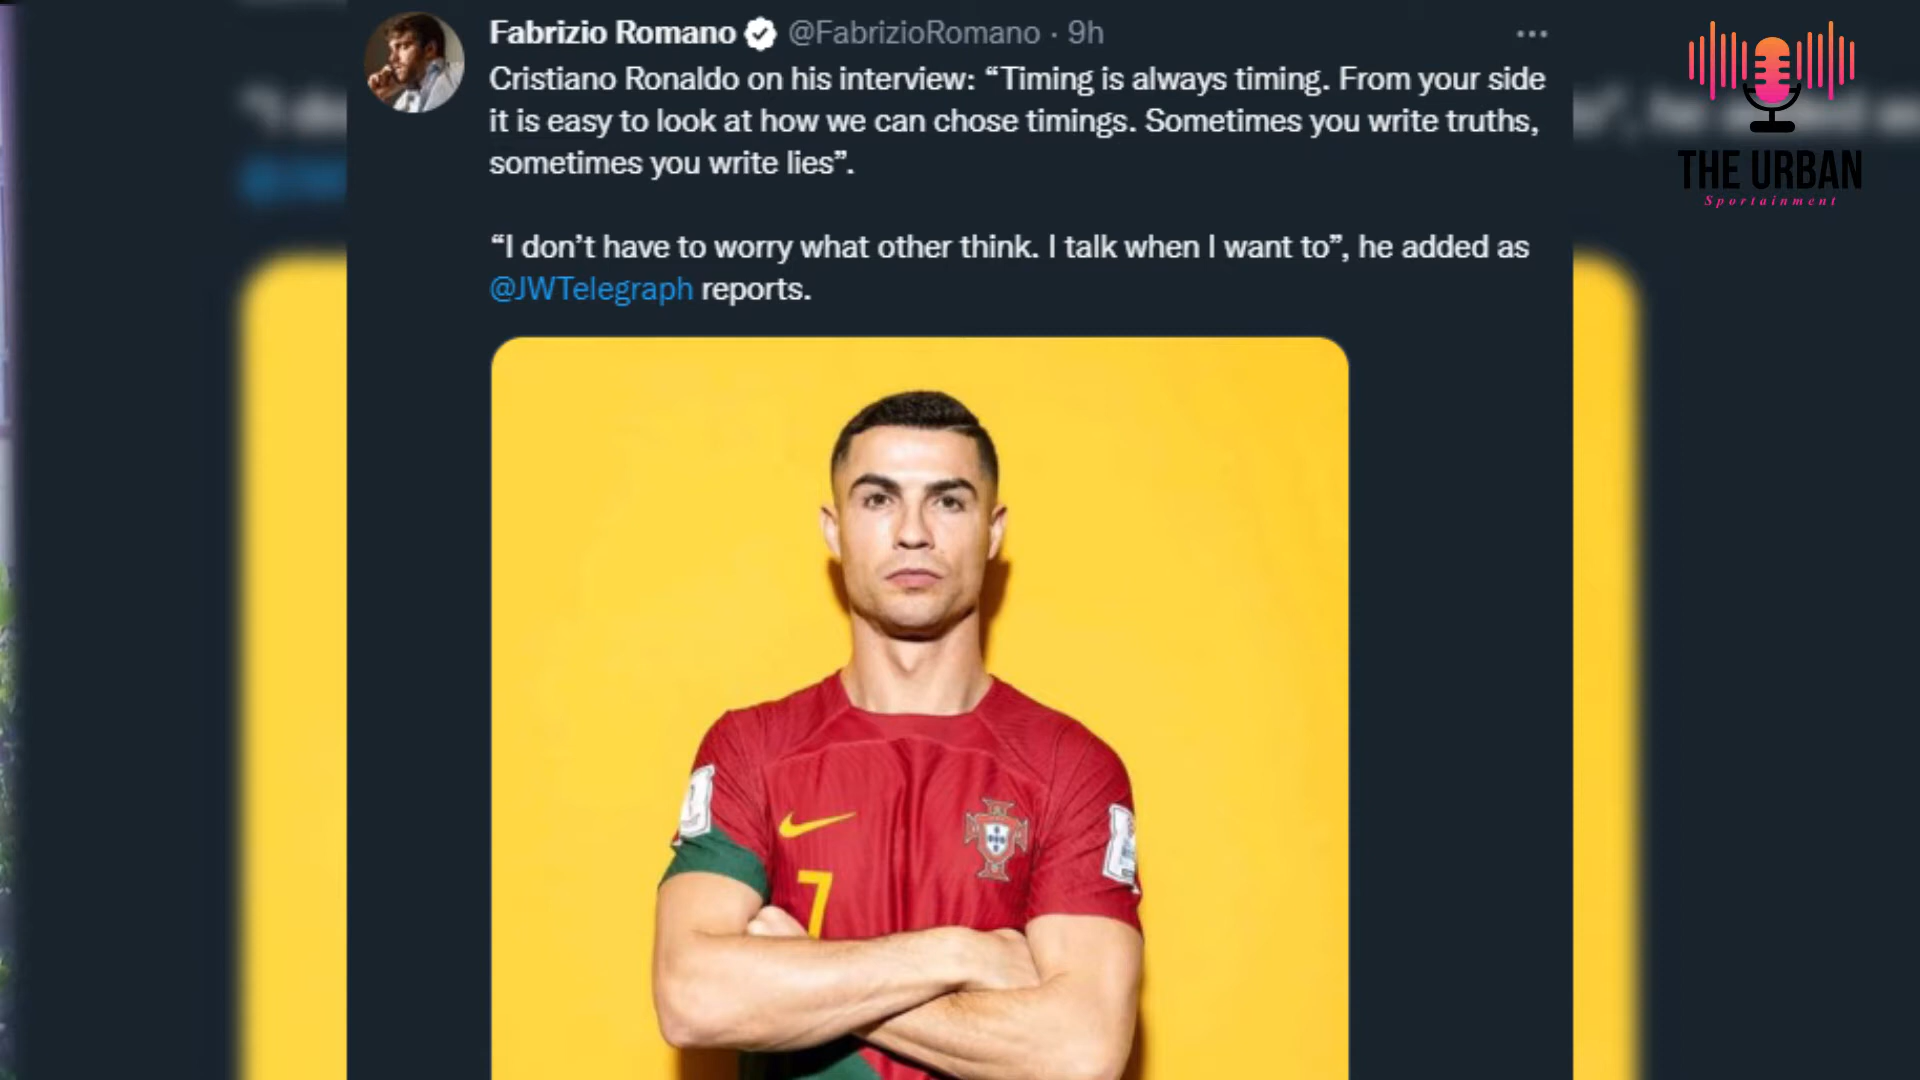 Fabrizio Romano @FabrizioRomano · 9h
Cristiano Ronaldo on his interview: “Timing is always timing. From your side
it is easy to look at how we can chose timings. Sometimes you write truths,
sometimes you write lies”.
“I don’t have to worry what other think. I talk when I want to”, he added as
@JWTelegraph reports.
THE URBAN
Sportainment
7